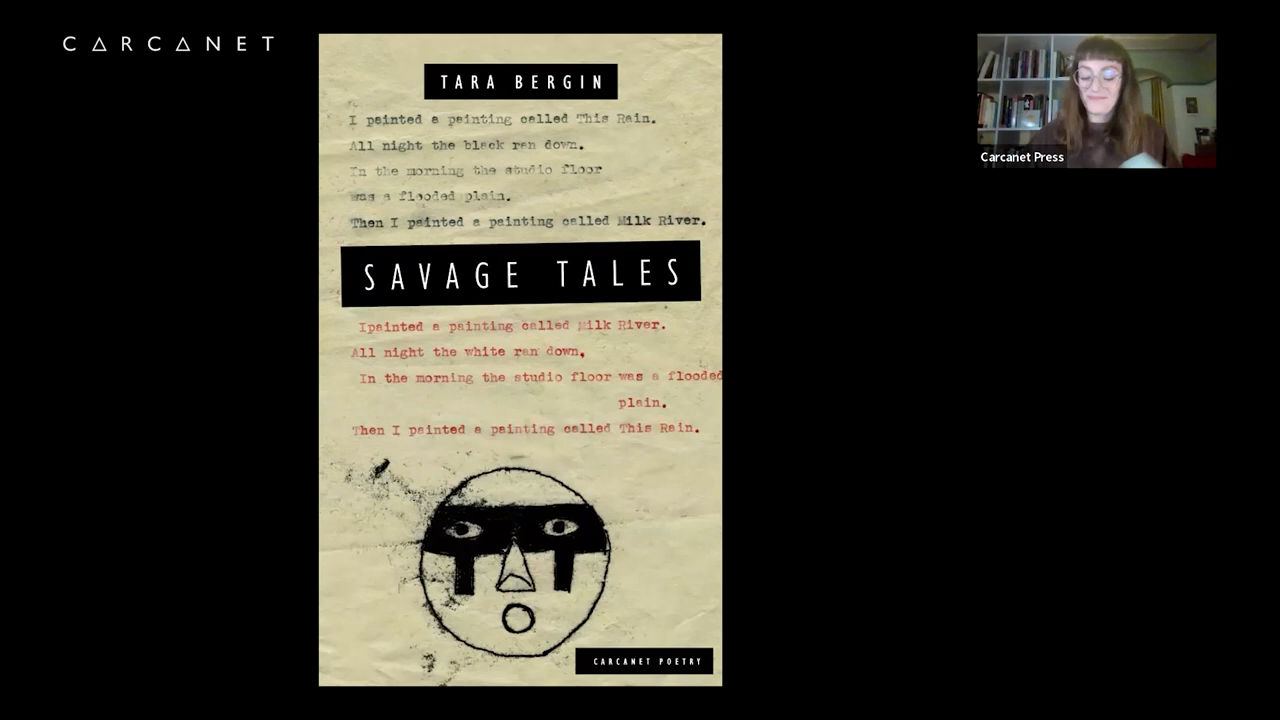 CARCANET
TARA BERGIN
I painted a painting called This Rain.
All night the black ran down.
In the morning the studio floor
was a flooded plain.
Then I painted a painting called Milk River.
SAVAGE TALES
Ipainted a painting called Milk River.
All night the white ran down,
In the morning the studio floor was a flooded
plain.
Then I painted a painting called This Rain.
CARCANET POETRY
Carcanet Press